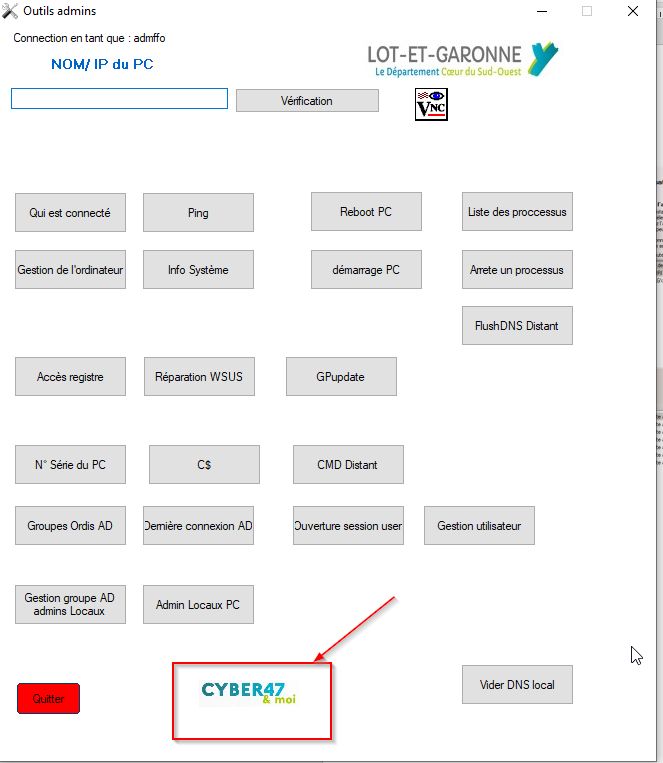 Outils admins
Connection en tant que : admffo
NOM/ IP du PC
LOT-ET-GARONNE
Le Département Cœur du Sud-Ouest
Vérification
VNC
Qui est connecté
Ping
Reboot PC
Liste des proccessus
Gestion de l'ordinateur
Info Système
démarrage PC
Arrete un processus
FlushDNS Distant
Accès registre
Réparation WSUS
GPupdate
N° Série du PC
C$
CMD Distant
Groupes Ordis AD
Dernière connexion AD
Ouverture session user
Gestion utilisateur
Gestion groupe AD
admins Locaux
Admin Locaux PC
Quitter
CYBER47
& moi
Vider DNS local